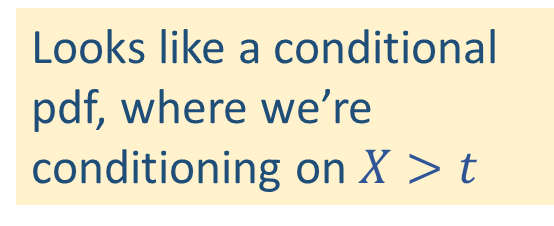 Looks like a conditional
pdf, where we’re
conditioning on X > t